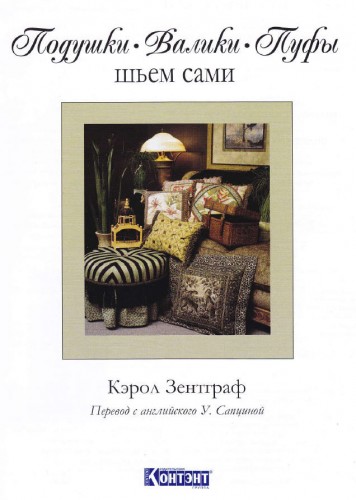 Подушки • Валики • Пуфы
шьем сами
Кэрол Зентграф
Перевод с английского У. Сапциной
КОНТЭНТ